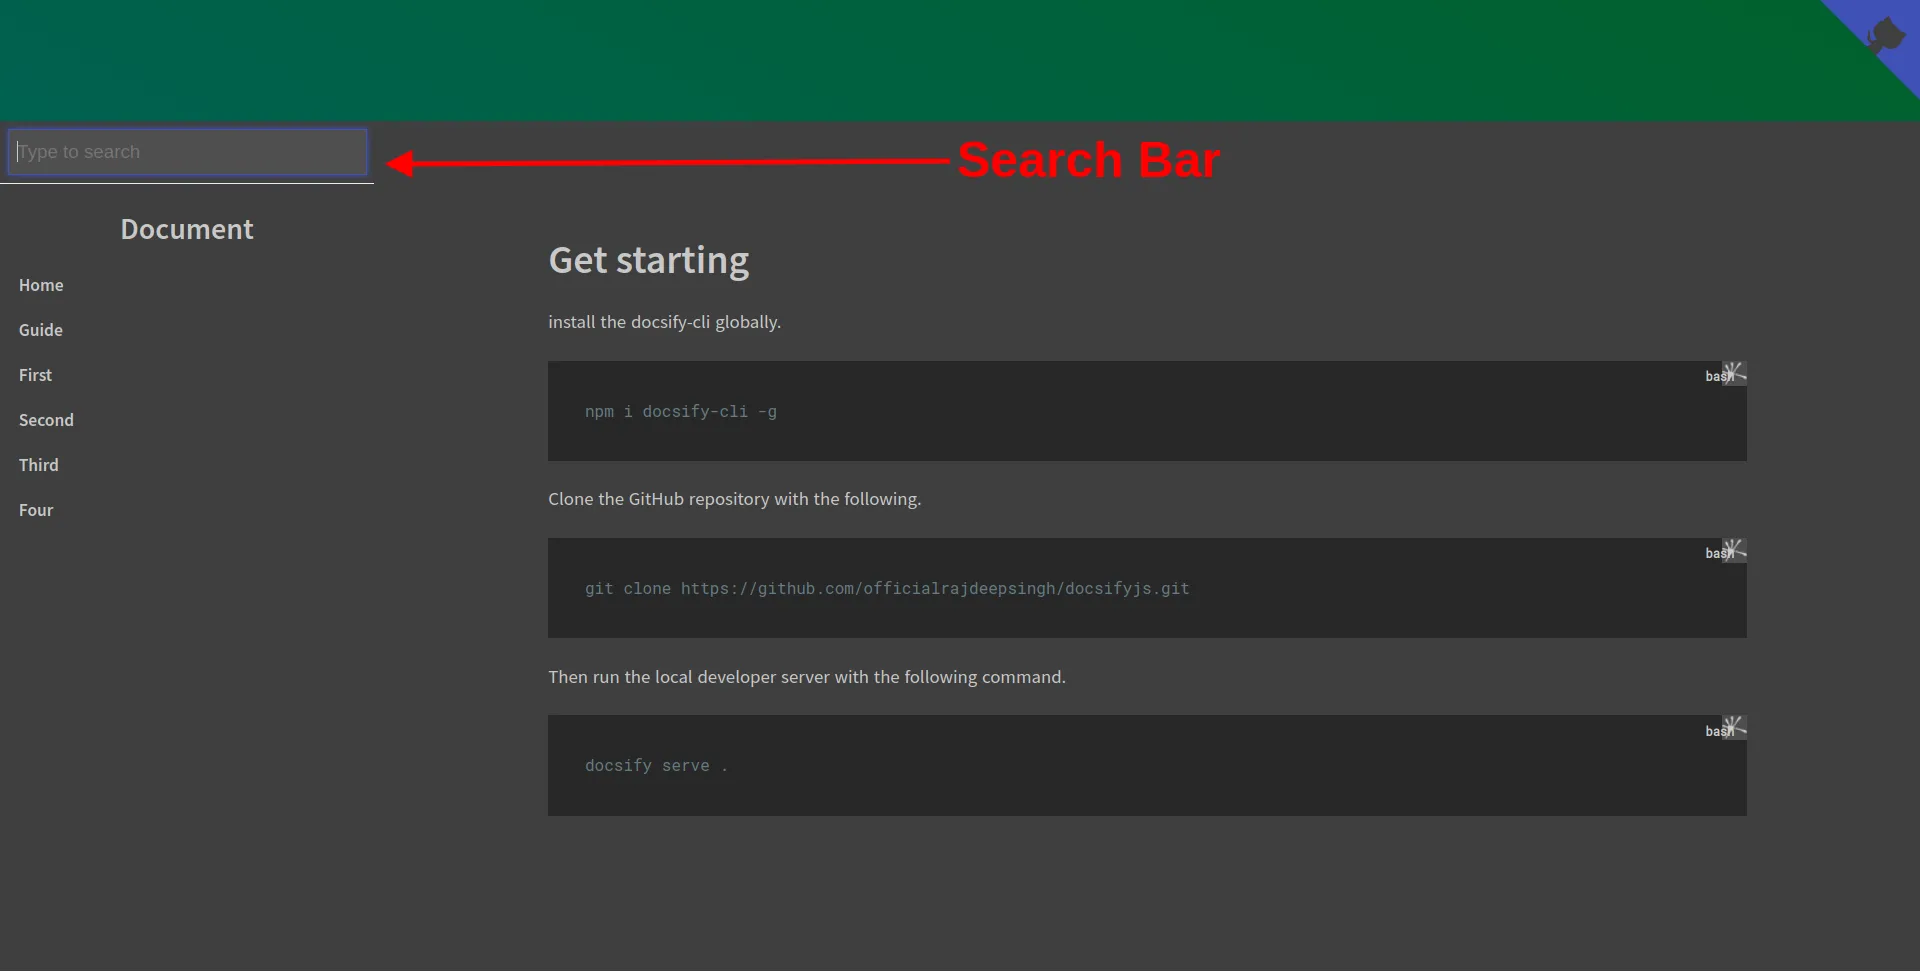 Type to search
Search Bar
Document
Home
Guide
First
Second
Third
Four
Get starting
install the docsify-cli globally.
bash
npm i docsify-cli -g
Clone the GitHub repository with the following.
bash
git clone https://github.com/officialrajdeepsingh/docsifyjs.git
Then run the local developer server with the following command.
bash
docsify serve .